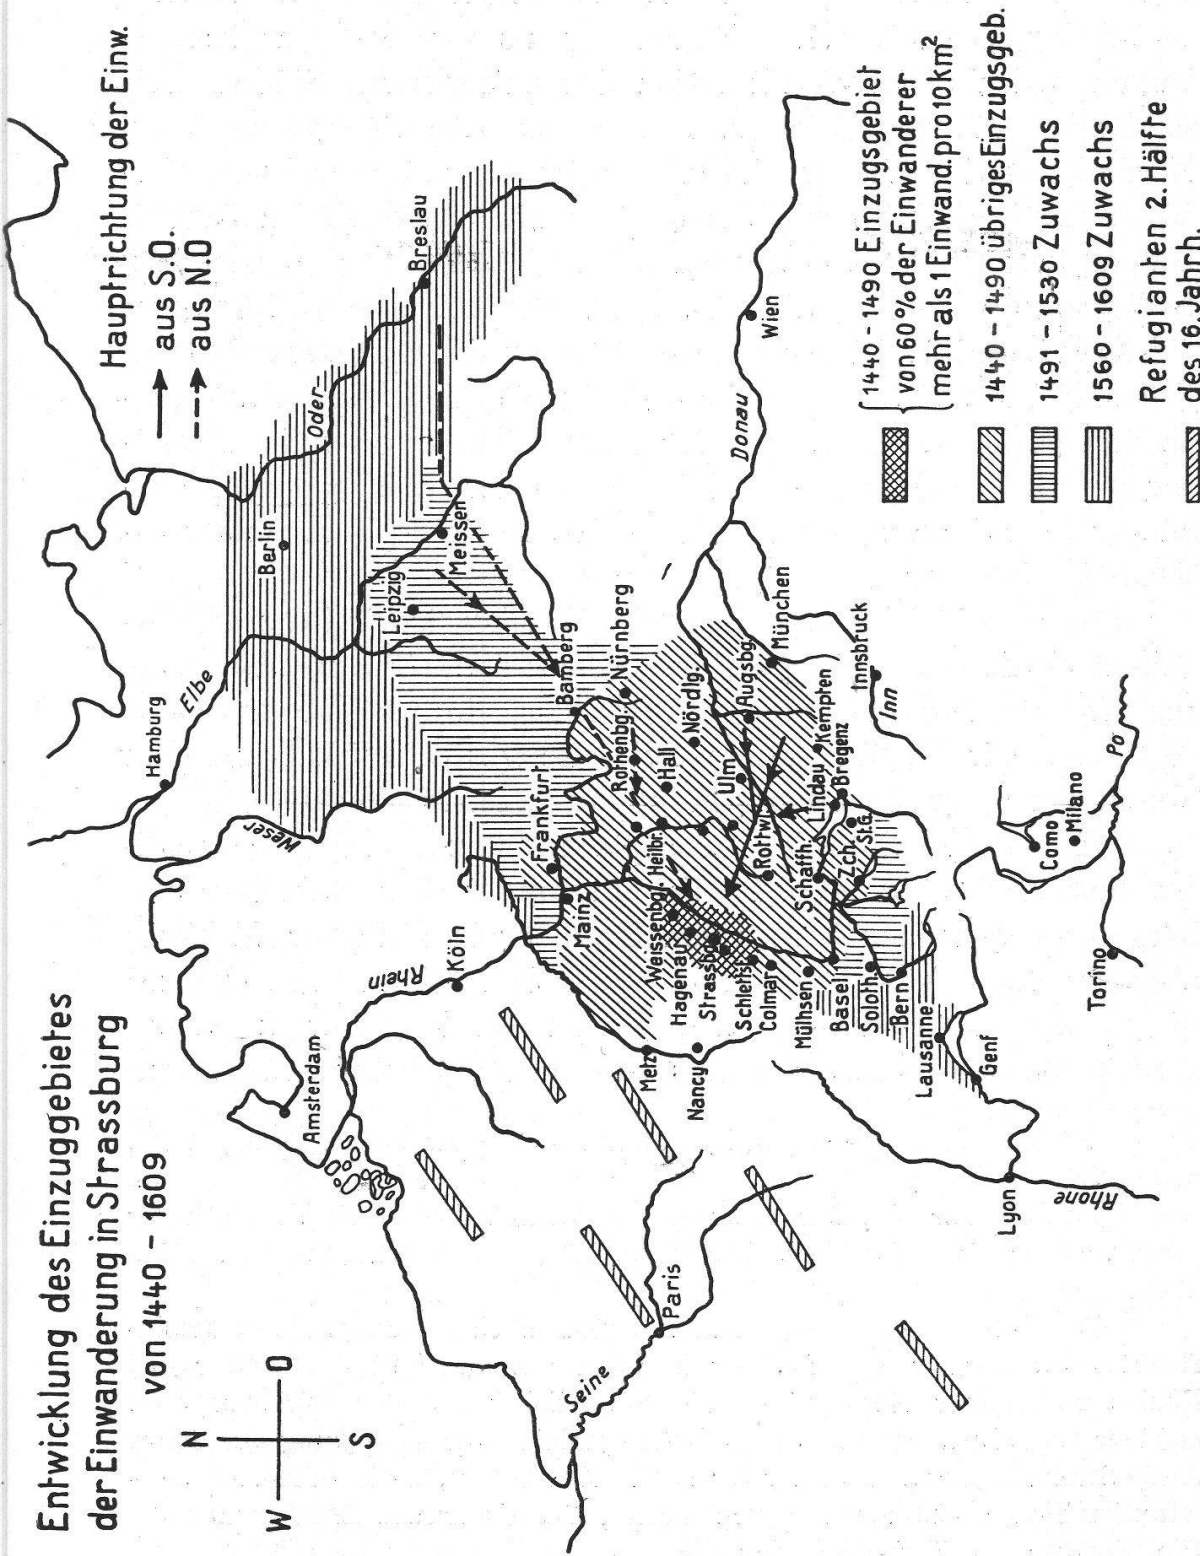 Entwicklung des Einzuggebietes
der Einwanderung in Strassburg
von 1440 - 1609
N
W O
S
Hauptrichtung der Einw.
aus S.O.
aus N.O
Hamburg
Elbe
Weser
Berlin
Oder
Breslau
Leipzig
Meissen
Amsterdam
Rhein
Köln
Frankfurt
Mainz
Bamberg
Nürnberg
Rothenbg.
Hall
Nördlg.
Heilbr.
Weissenbg.
Hagenau
Strassbg.
Schlettst.
Colmar
Mülhsen
Basel
Soloth.
Bern
Lausanne
Genf
Metz
Nancy
Paris
Seine
Lyon
Rhone
Ulm
Augsbg.
München
Rottwl.
Schaffh.
Zch.
St.G.
Lindau
Bregenz
Kempten
Innsbruck
Inn
Donau
Wien
Como
Milano
Po
Torino
1440 - 1490 Einzugsgebiet
von 60% der Einwanderer
mehr als 1 Einwand. pro 10 km²
1440 - 1490 übriges Einzugsgeb.
1491 - 1530 Zuwachs
1560 - 1609 Zuwachs
Refugianten 2. Hälfte
des 16. Jahrh.